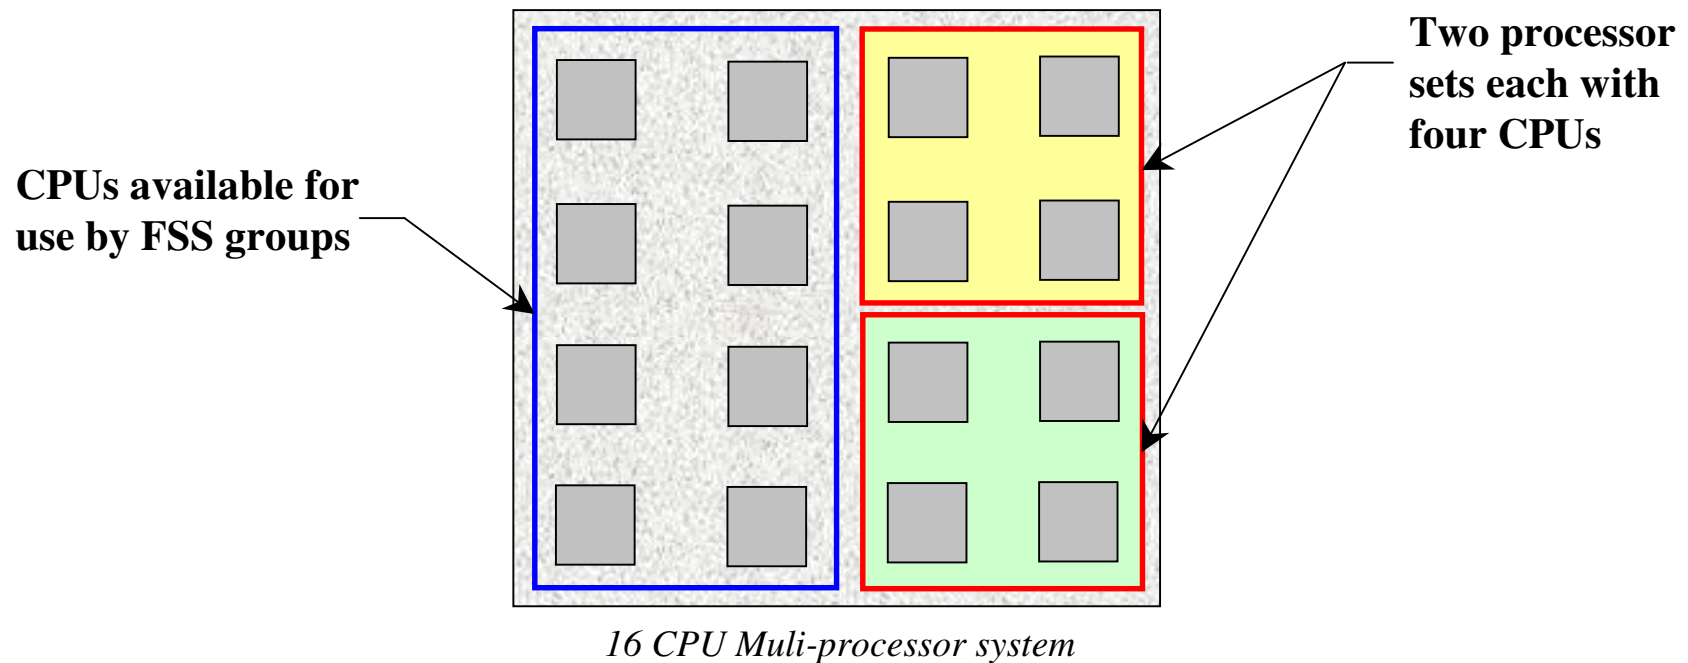 CPUs available for
use by FSS groups
Two processor
sets each with
four CPUs
16 CPU Muli-processor system